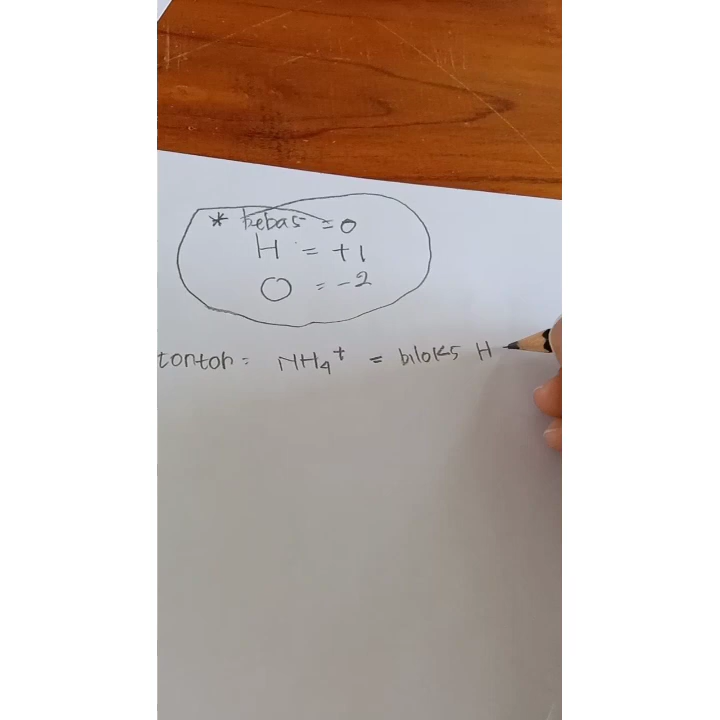 * bebas = 0
H = +1
O = -2
contoh = NH₄⁺ = biloks H